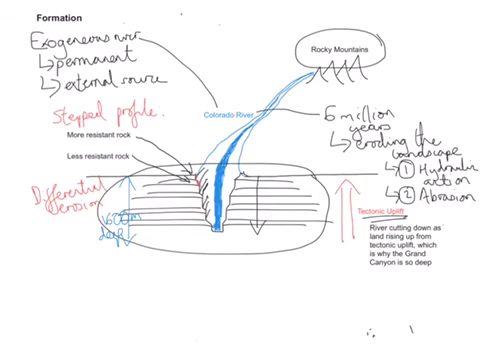 Formation
Exogeneous river
↳ permanent
↳ external source
Rocky Mountains
Stepped profile.
Colorado River
6 million
years
↳ eroding the
landscape
↳ ① Hydraulic
action
↳ ② Abrasion
More resistant rock
Less resistant rock
Differential
erosion
1600m
deep
Tectonic Uplift
River cutting down as
land rising up from
tectonic uplift, which
is why the Grand
Canyon is so deep